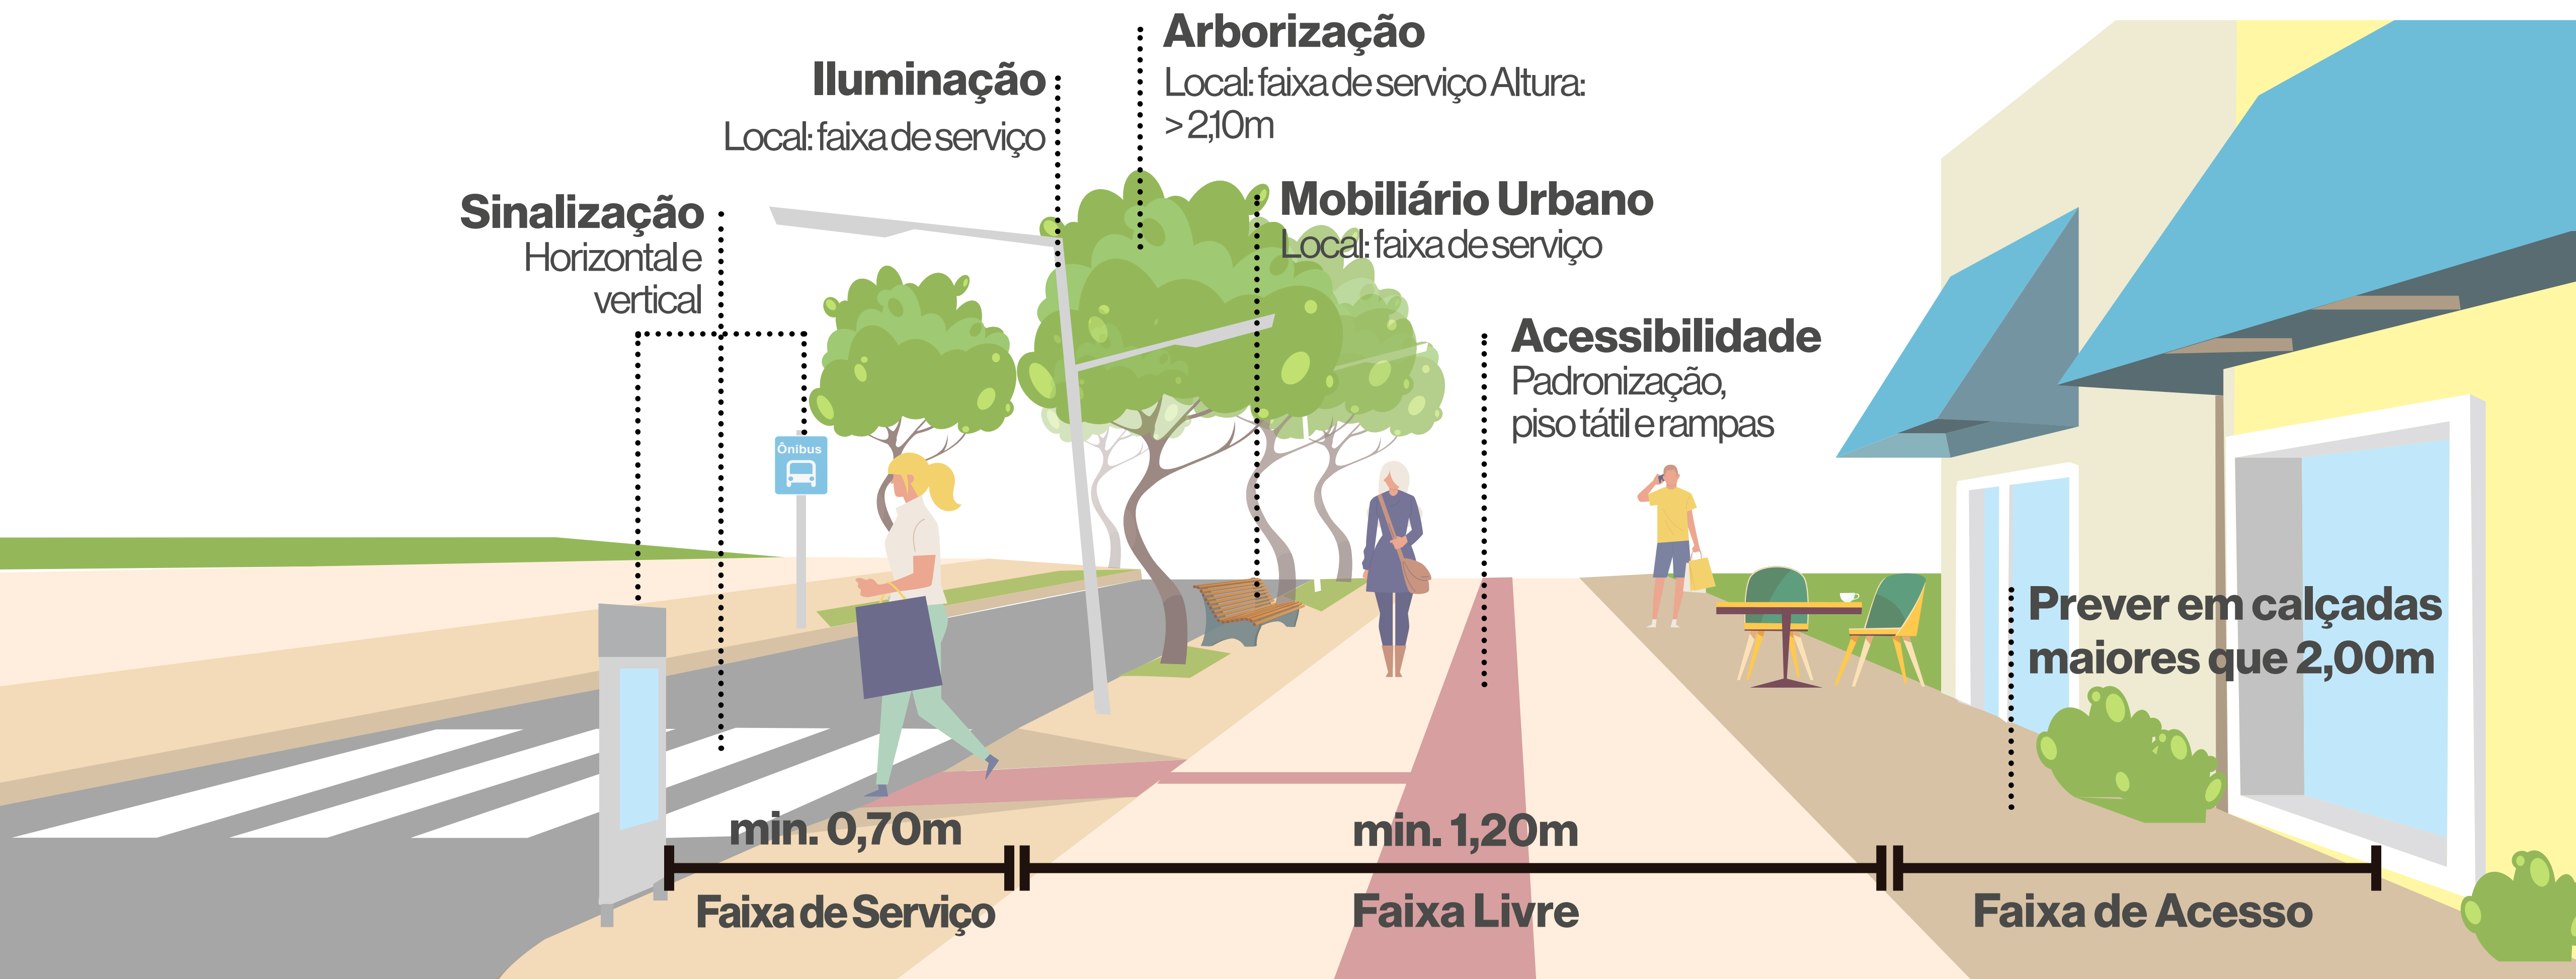 Arborização
Local: faixa de serviço Altura:
> 2,10m
Iluminação
Local: faixa de serviço
Mobiliário Urbano
Local: faixa de serviço
Sinalização
Horizontal e
vertical
Acessibilidade
Padronização,
piso tátil e rampas
Ônibus
Prever em calçadas
maiores que 2,00m
min. 0,70m
Faixa de Serviço
min. 1,20m
Faixa Livre
Faixa de Acesso